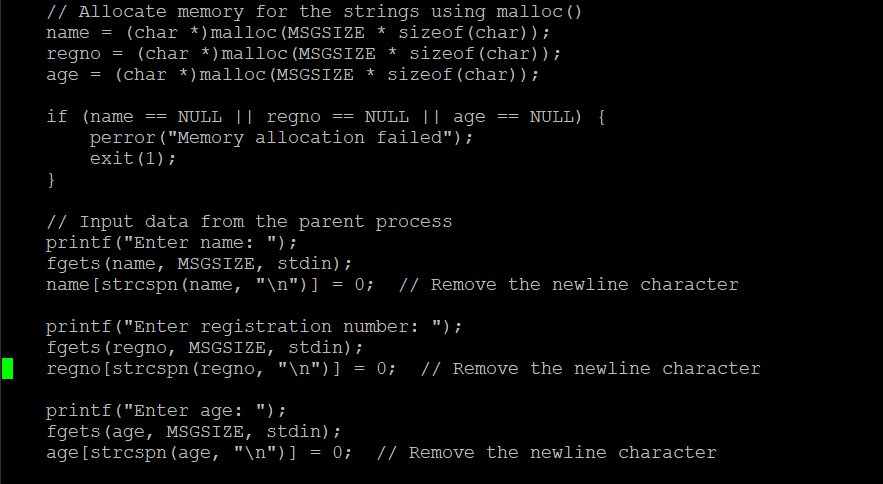 // Allocate memory for the strings using malloc()
name = (char *)malloc(MSGSIZE * sizeof(char));
regno = (char *)malloc(MSGSIZE * sizeof(char));
age = (char *)malloc(MSGSIZE * sizeof(char));

if (name == NULL || regno == NULL || age == NULL) {
    perror("Memory allocation failed");
    exit(1);
}

// Input data from the parent process
printf("Enter name: ");
fgets(name, MSGSIZE, stdin);
name[strcspn(name, "\n")] = 0;  // Remove the newline character

printf("Enter registration number: ");
fgets(regno, MSGSIZE, stdin);
regno[strcspn(regno, "\n")] = 0;  // Remove the newline character

printf("Enter age: ");
fgets(age, MSGSIZE, stdin);
age[strcspn(age, "\n")] = 0;  // Remove the newline character